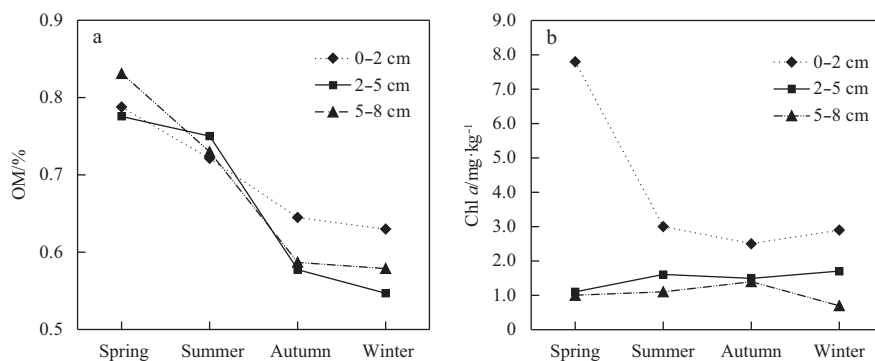 a
0-2 cm
2-5 cm
5-8 cm
OM/%
0.9
0.8
0.7
0.6
0.5
Spring Summer Autumn Winter
b
0-2 cm
2-5 cm
5-8 cm
Chl a/mg·kg⁻¹
9.0
8.0
7.0
6.0
5.0
4.0
3.0
2.0
1.0
0
Spring Summer Autumn Winter